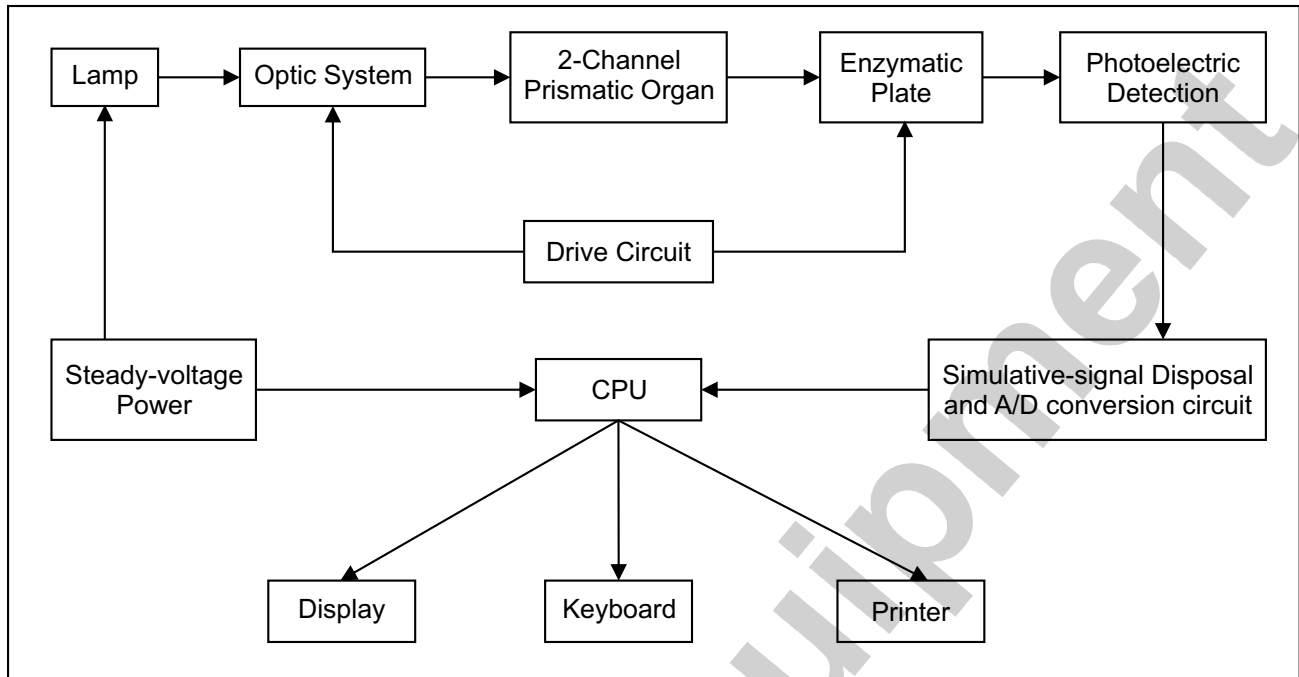 Lamp
Optic System
2-Channel
Prismatic Organ
Enzymatic
Plate
Photoelectric
Detection
Drive Circuit
Steady-voltage
Power
CPU
Simulative-signal Disposal
and A/D conversion circuit
Display
Keyboard
Printer
uipment